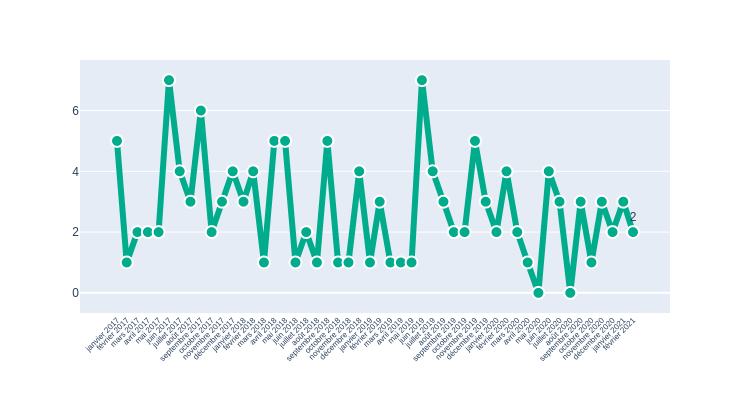 6
4
2
0
2
janvier 2017
février 2017
mars 2017
avril 2017
mai 2017
juin 2017
juillet 2017
août 2017
septembre 2017
octobre 2017
novembre 2017
décembre 2017
janvier 2018
février 2018
mars 2018
avril 2018
mai 2018
juin 2018
juillet 2018
août 2018
septembre 2018
octobre 2018
novembre 2018
décembre 2018
janvier 2019
février 2019
mars 2019
avril 2019
mai 2019
juin 2019
juillet 2019
août 2019
septembre 2019
octobre 2019
novembre 2019
décembre 2019
janvier 2020
février 2020
mars 2020
avril 2020
mai 2020
juin 2020
juillet 2020
août 2020
septembre 2020
octobre 2020
novembre 2020
décembre 2020
janvier 2021
février 2021